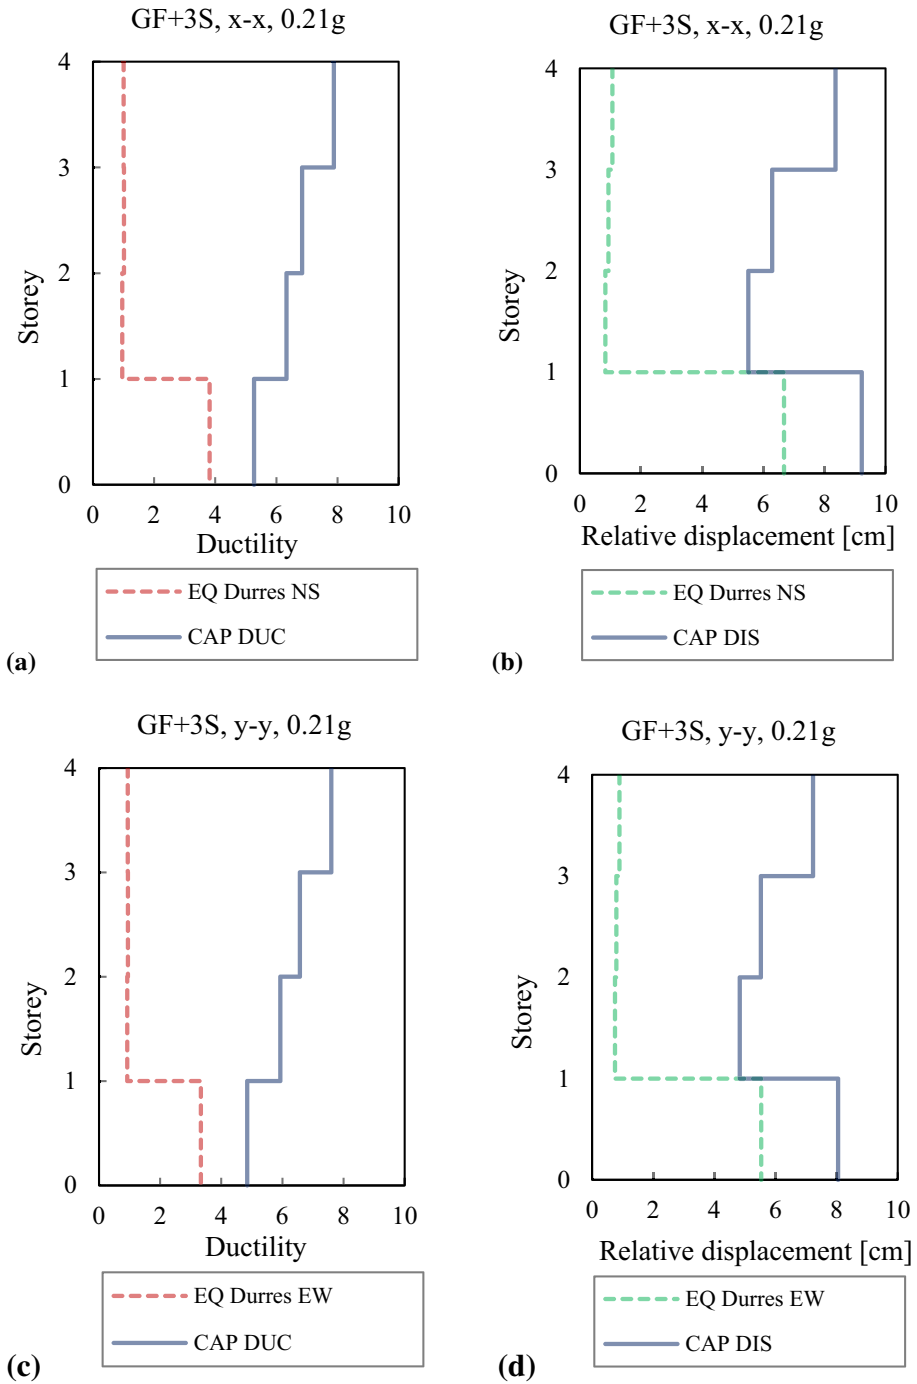 GF+3S, x-x, 0.21g
4
3
2
1
0
Storey
0 2 4 6 8 10
Ductility
EQ Durres NS
CAP DUC
(a)
GF+3S, x-x, 0.21g
4
3
2
1
0
Storey
0 2 4 6 8 10
Relative displacement [cm]
EQ Durres NS
CAP DIS
(b)
GF+3S, y-y, 0.21g
4
3
2
1
0
Storey
0 2 4 6 8 10
Ductility
EQ Durres EW
CAP DUC
(c)
GF+3S, y-y, 0.21g
4
3
2
1
0
Storey
0 2 4 6 8 10
Relative displacement [cm]
EQ Durres EW
CAP DIS
(d)